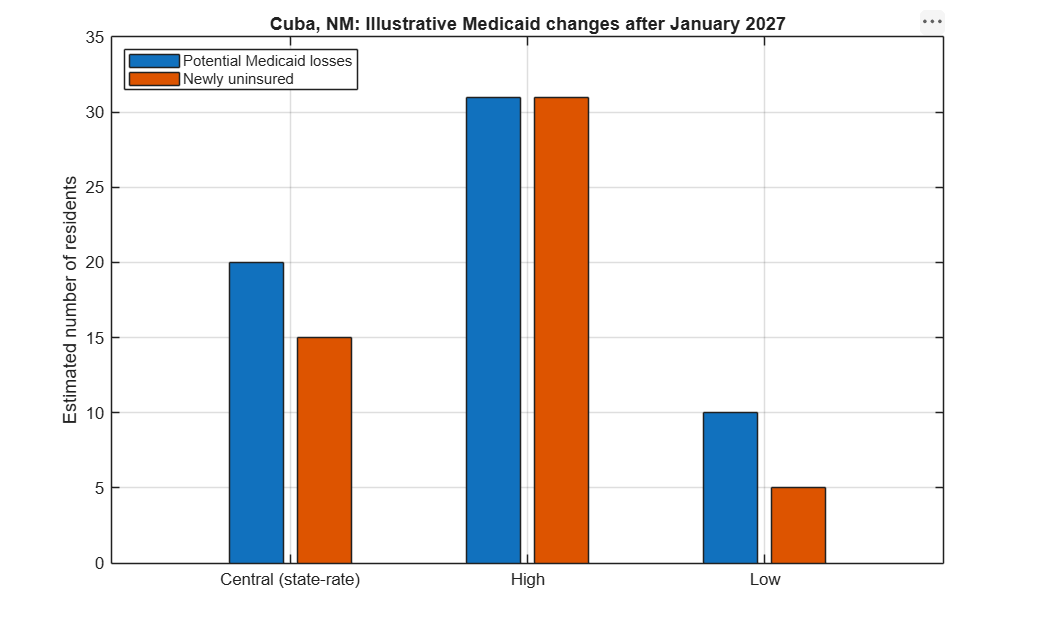 Cuba, NM: Illustrative Medicaid changes after January 2027
Potential Medicaid losses
Newly uninsured
Estimated number of residents
35
30
25
20
15
10
5
0
Central (state-rate)
High
Low